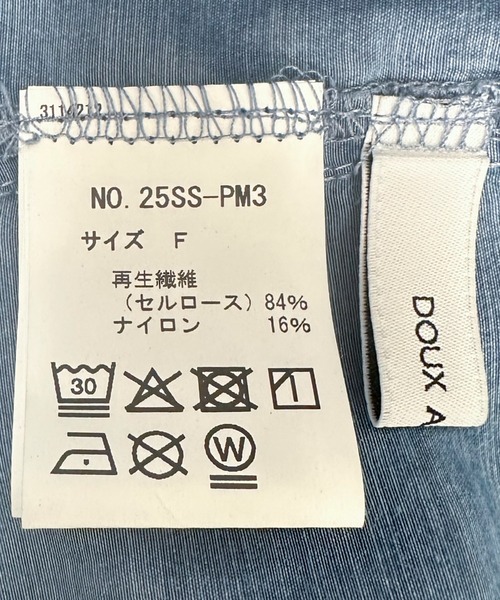 NO. 25SS-PM3
サイズ F
再生繊維
(セルロース) 84%
ナイロン 16%
30
W
DOUX A